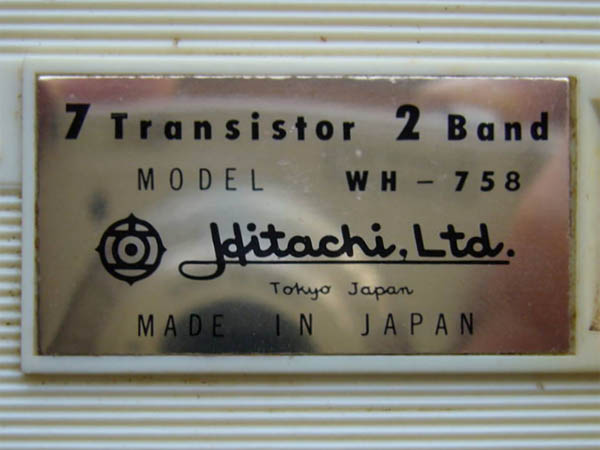 7 Transistor 2 Band
MODEL WH-758
Hitachi, Ltd.
Tokyo Japan
MADE IN JAPAN